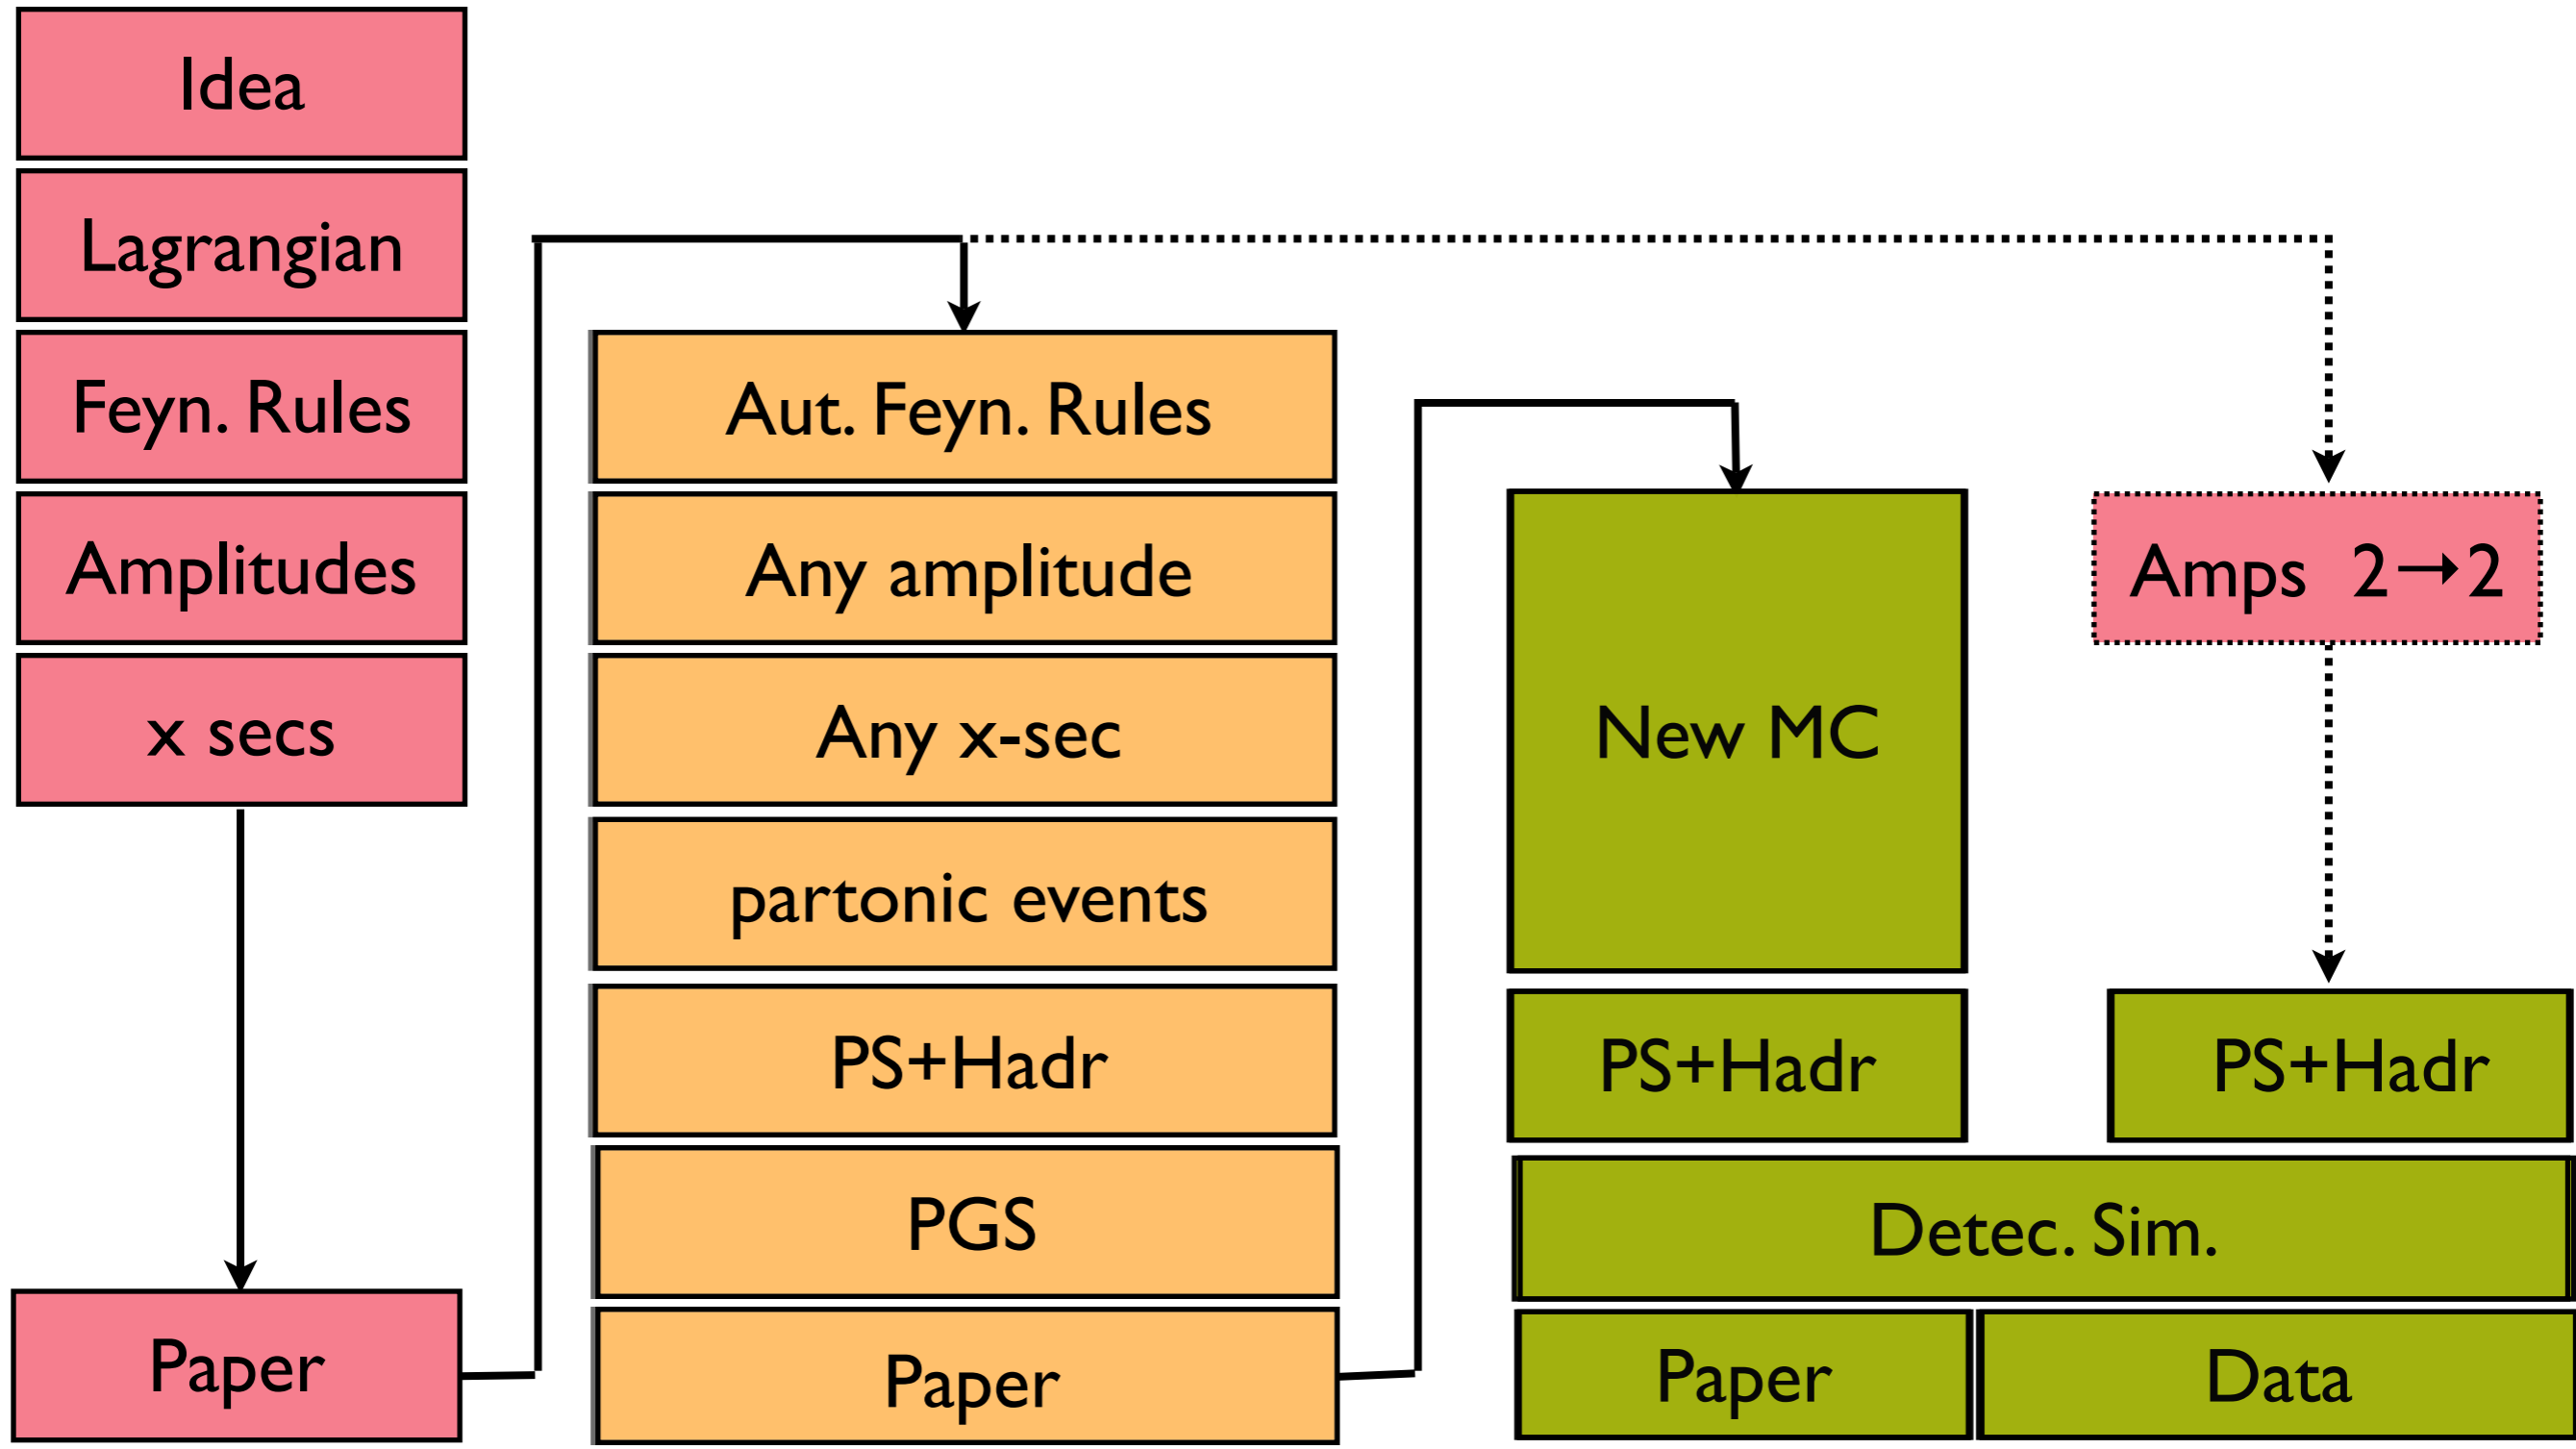 Idea
Lagrangian
Feyn. Rules
Amplitudes
x secs
Paper
Aut. Feyn. Rules
Any amplitude
Any x-sec
partonic events
PS+Hadr
PGS
Paper
New MC
PS+Hadr
Amps 2→2
PS+Hadr
Detec. Sim.
Paper
Data